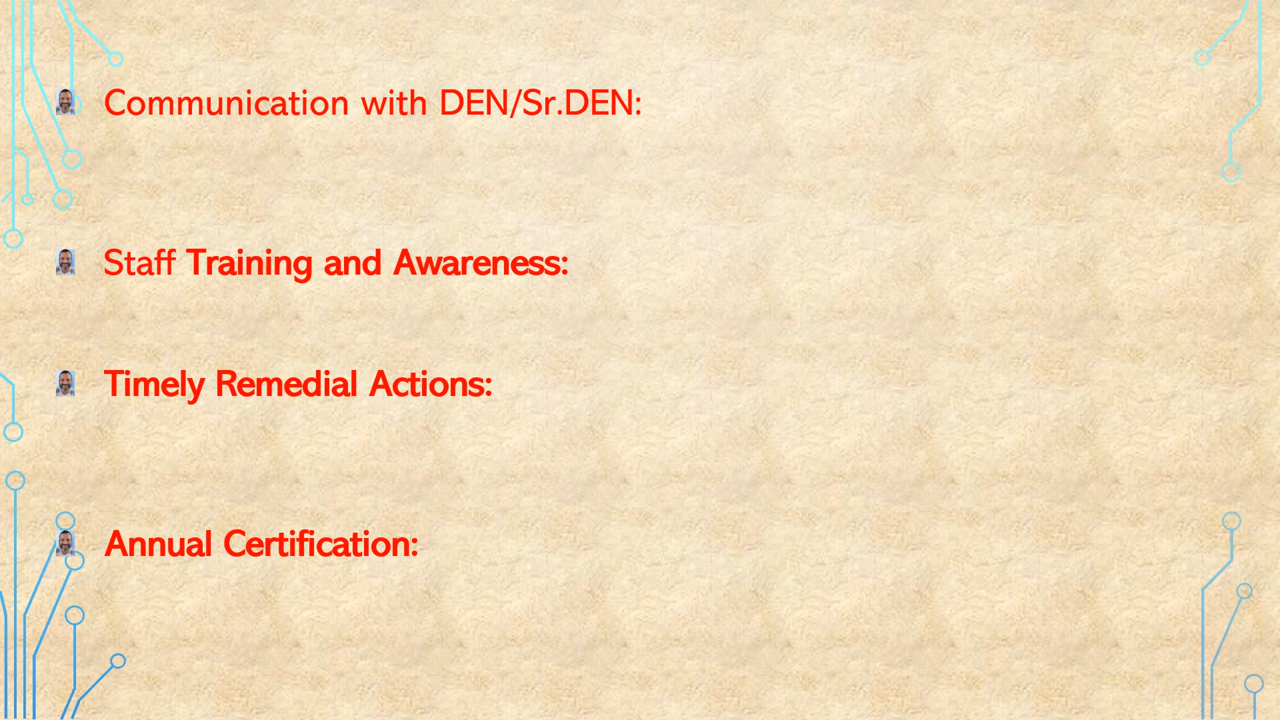 Communication with DEN/Sr.DEN:
Staff Training and Awareness:
Timely Remedial Actions:
Annual Certification: